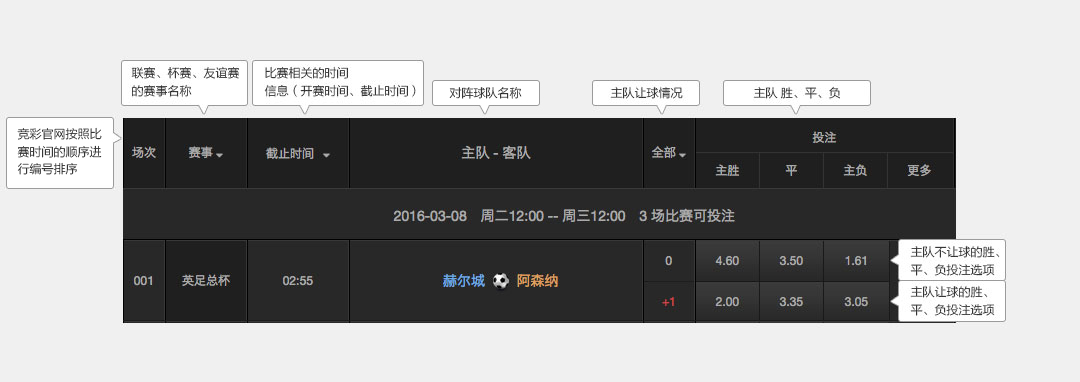 联赛、杯赛、友谊赛
的赛事名称
比赛相关的时间
信息（开赛时间、截止时间）
对阵球队名称
主队让球情况
主队 胜、平、负
竞彩官网按照比
赛时间的顺序进
行编号排序
场次 赛事 截止时间 主队 - 客队 全部 投注
主胜 平 主负 更多
2016-03-08 周二12:00 -- 周三12:00 3 场比赛可投注
001 英足总杯 02:55 赫尔城 阿森纳
0 4.60 3.50 1.61
+1 2.00 3.35 3.05
主队不让球的胜、
平、负投注选项
主队让球的胜、
平、负投注选项